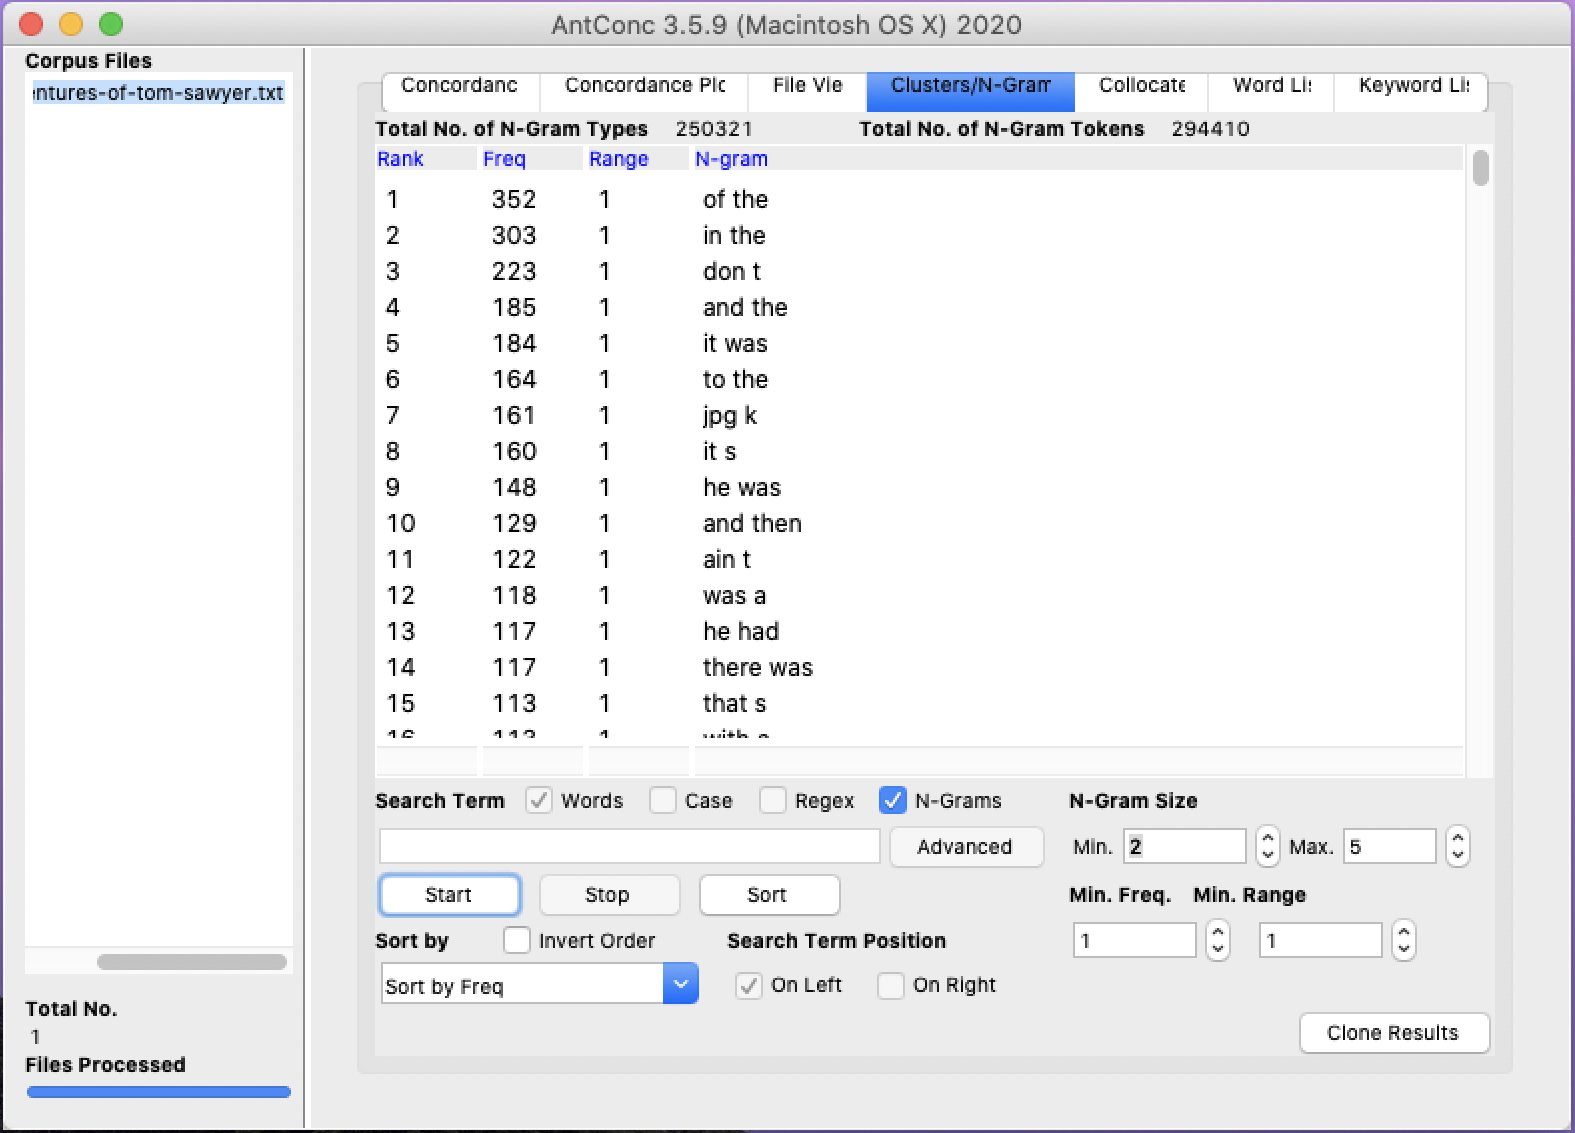 AntConc 3.5.9 (Macintosh OS X) 2020
Corpus Files
entures-of-tom-sawyer.txt
Total No.
1
Files Processed
Concordanc Concordance Plc File Vie Clusters/N-Gram Collocate Word Lis Keyword Lis
Total No. of N-Gram Types 250321 Total No. of N-Gram Tokens 294410
Rank Freq Range N-gram
1 352 1 of the
2 303 1 in the
3 223 1 don t
4 185 1 and the
5 184 1 it was
6 164 1 to the
7 161 1 jpg k
8 160 1 it s
9 148 1 he was
10 129 1 and then
11 122 1 ain t
12 118 1 was a
13 117 1 he had
14 117 1 there was
15 113 1 that s
16 113 1 with a
Search Term Words Case Regex N-Grams N-Gram Size
Advanced Min. 2 Max. 5
Start Stop Sort Min. Freq. Min. Range
Sort by Invert Order Search Term Position 1 1
Sort by Freq On Left On Right
Clone Results